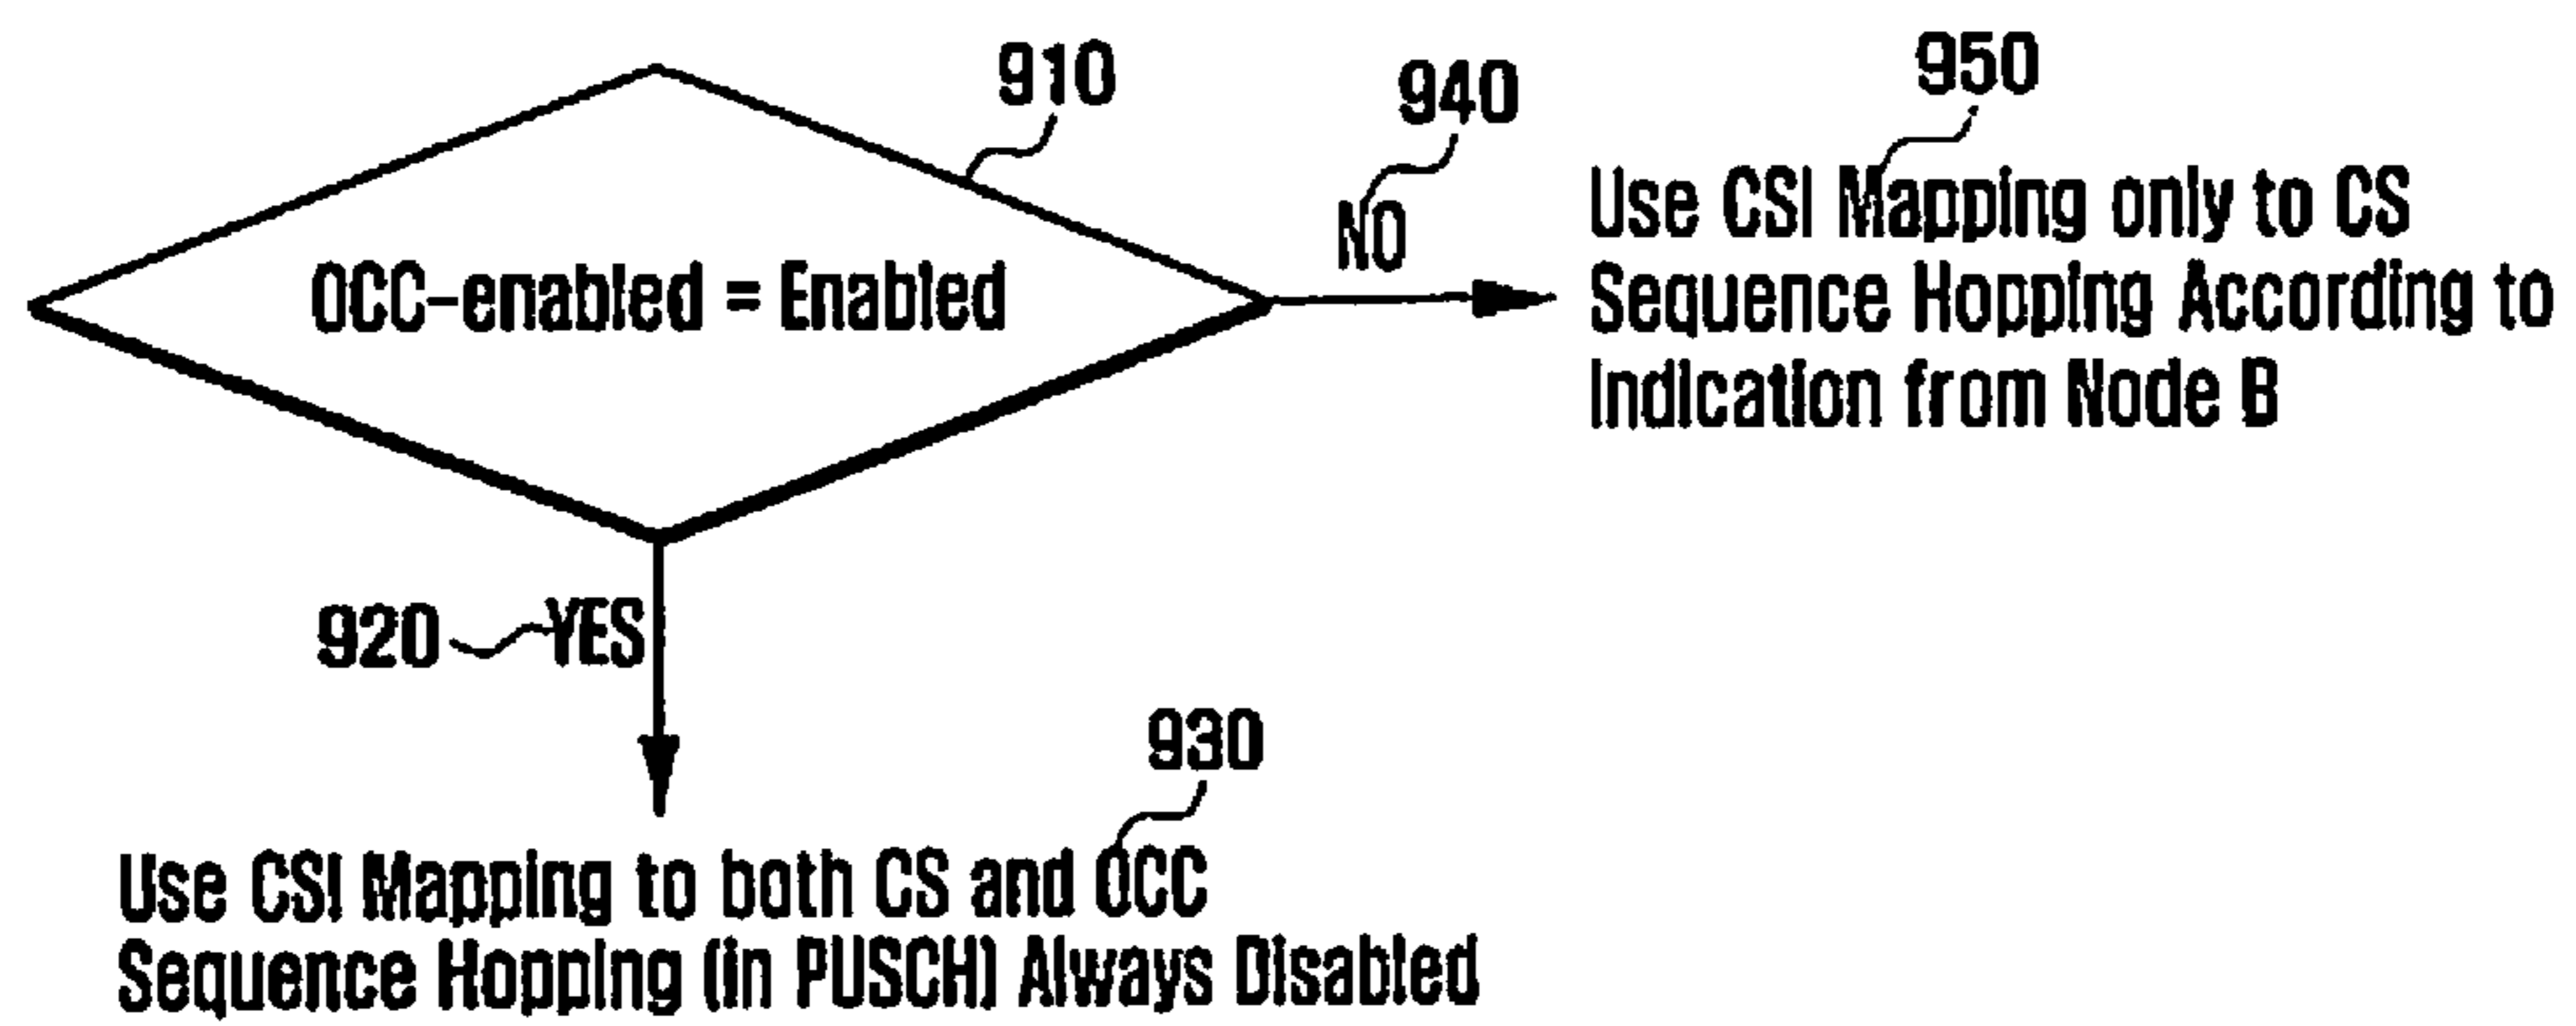 910
940
950
OCC-enabled = Enabled
NO
Use CSI Mapping only to CS
Sequence Hopping According to
Indication from Node B
920
YES
930
Use CSI Mapping to both CS and OCC
Sequence Hopping (in PUSCH) Always Disabled